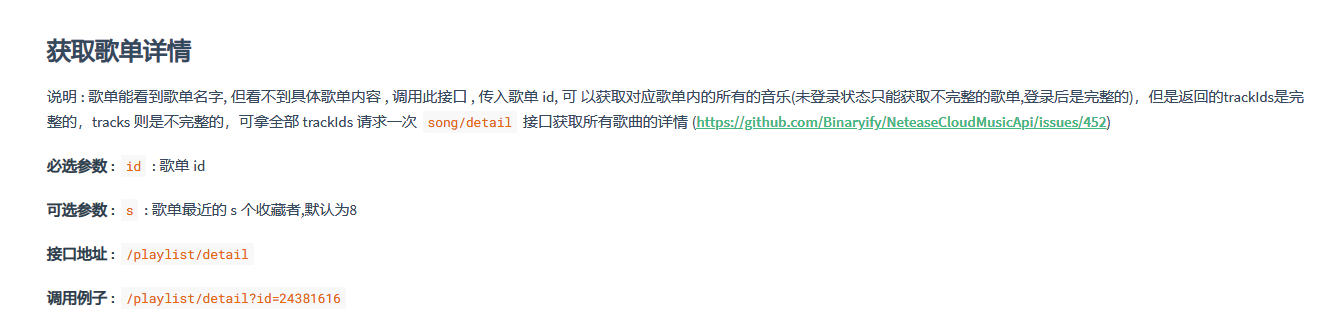 获取歌单详情
说明 : 歌单能看到歌单名字, 但看不到具体歌单内容 , 调用此接口 , 传入歌单 id, 可 以获取对应歌单内的所有的音乐(未登录状态只能获取不完整的歌单,登录后是完整的)，但是返回的trackIds是完
整的，tracks 则是不完整的，可拿全部 trackIds 请求一次 song/detail 接口获取所有歌曲的详情 (https://github.com/Binaryify/NeteaseCloudMusicApi/issues/452)
必选参数 : id : 歌单 id
可选参数 : s : 歌单最近的 s 个收藏者,默认为8
接口地址 : /playlist/detail
调用例子 : /playlist/detail?id=24381616